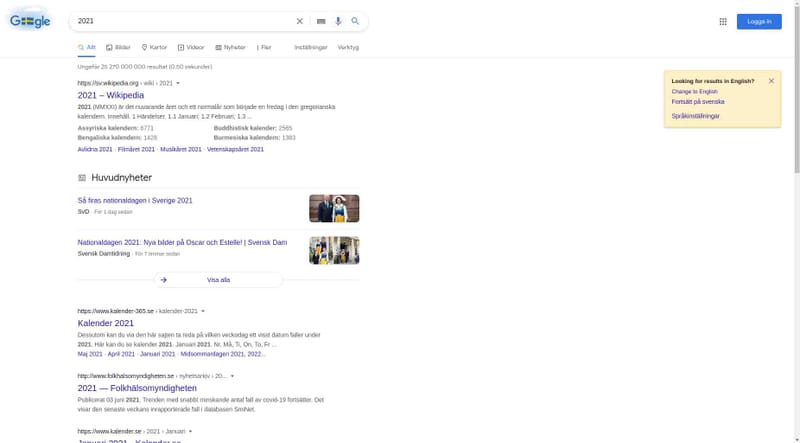 Google
2021
Allt Bilder Kartor Videor Nyheter Fler Inställningar Verktyg
Logga in
Ungefär 25 270 000 000 resultat (0,60 sekunder)
https://sv.wikipedia.org › wiki › 2021
2021 – Wikipedia
2021 (MMXXI) är det nuvarande året och ett normalår som började en fredag i den gregorianska
kalendern. Innehåll. 1 Händelser. 1.1 Januari; 1.2 Februari; 1.3 ...
Assyriska kalendern: 6771 Buddhistisk kalender: 2565
Bengaliska kalendern: 1428 Burmesiska kalendern: 1383
Avlidna 2021 · Filmåret 2021 · Musikåret 2021 · Vetenskapsåret 2021
Looking for results in English?
Change to English
Fortsätt på svenska
Språkinställningar
Huvudnyheter
Så firas nationaldagen i Sverige 2021
SvD · För 1 dag sedan
Nationaldagen 2021: Nya bilder på Oscar och Estelle! | Svensk Dam
Svensk Damtidning · För 7 timmar sedan
Visa alla
https://www.kalender-365.se › kalender-2021
Kalender 2021
Dessutom kan du via den här sajten ta reda på vilken veckodag ett visst datum faller under
2021. Här kan du se kalender 2021. Januari 2021. Nr, Må, Ti, On, To, Fr ...
Maj 2021 · April 2021 · Januari 2021 · Midsommardagen 2021, 2022...
http://www.folkhalsomyndigheten.se › nyhetsarkiv › 20...
2021 — Folkhälsomyndigheten
Publicerat 03 juni 2021. Trenden med snabbt minskande antal fall av covid-19 fortsätter. Det
visar den senaste veckans inrapporterade fall i databasen SmiNet.
https://www.kalender.se › 2021 › Januari
Januari 2021 - Kalender.se